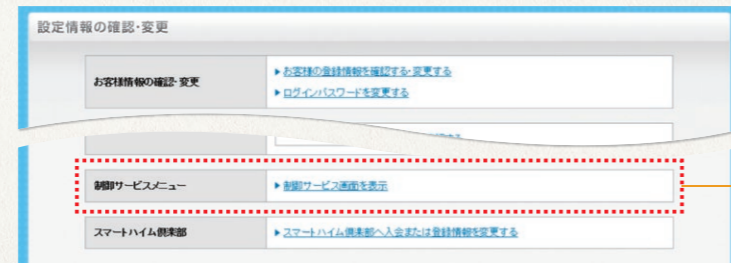 設定情報の確認・変更
お客様情報の確認・変更
▶お客様の登録情報を確認する・変更する
▶ログインパスワードを変更する
制御サービスメニュー
▶制御サービス画面を表示
スマートハイム倶楽部
▶スマートハイム倶楽部へ入会または登録情報を変更する